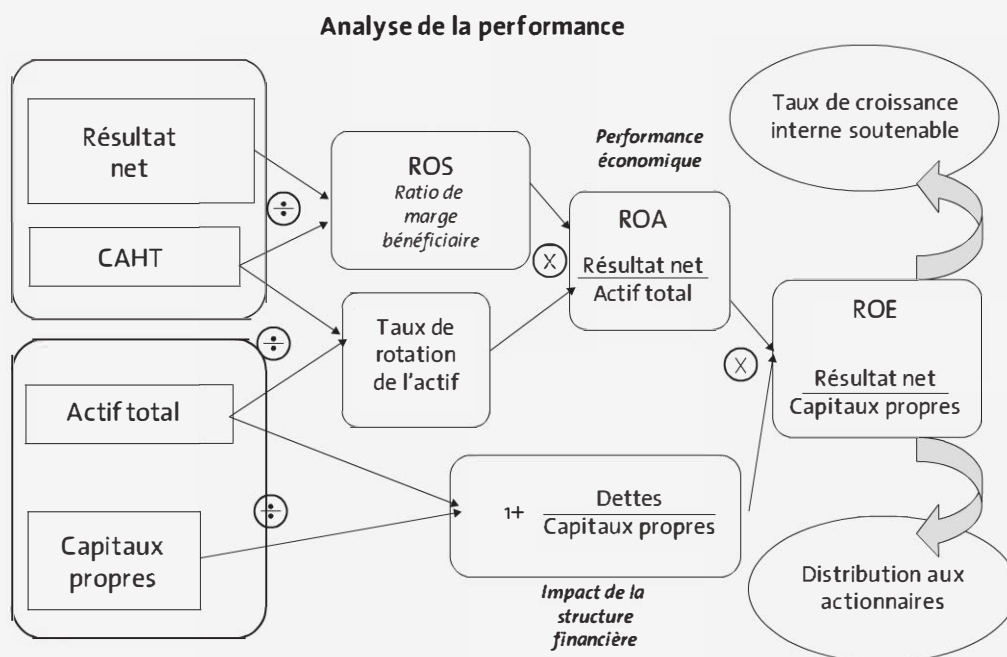 Analyse de la performance
Résultat
net
÷
CAHT
ROS
Ratio de
marge
bénéficiaire
Performance
économique
X
ROA
Résultat net
Actif total
Taux de croissance
interne soutenable
÷
Taux de
rotation
de l'actif
Actif total
X
ROE
Résultat net
Capitaux propres
÷
Capitaux
propres
1+ Dettes
Capitaux propres
Impact de la
structure
financière
Distribution aux
actionnaires